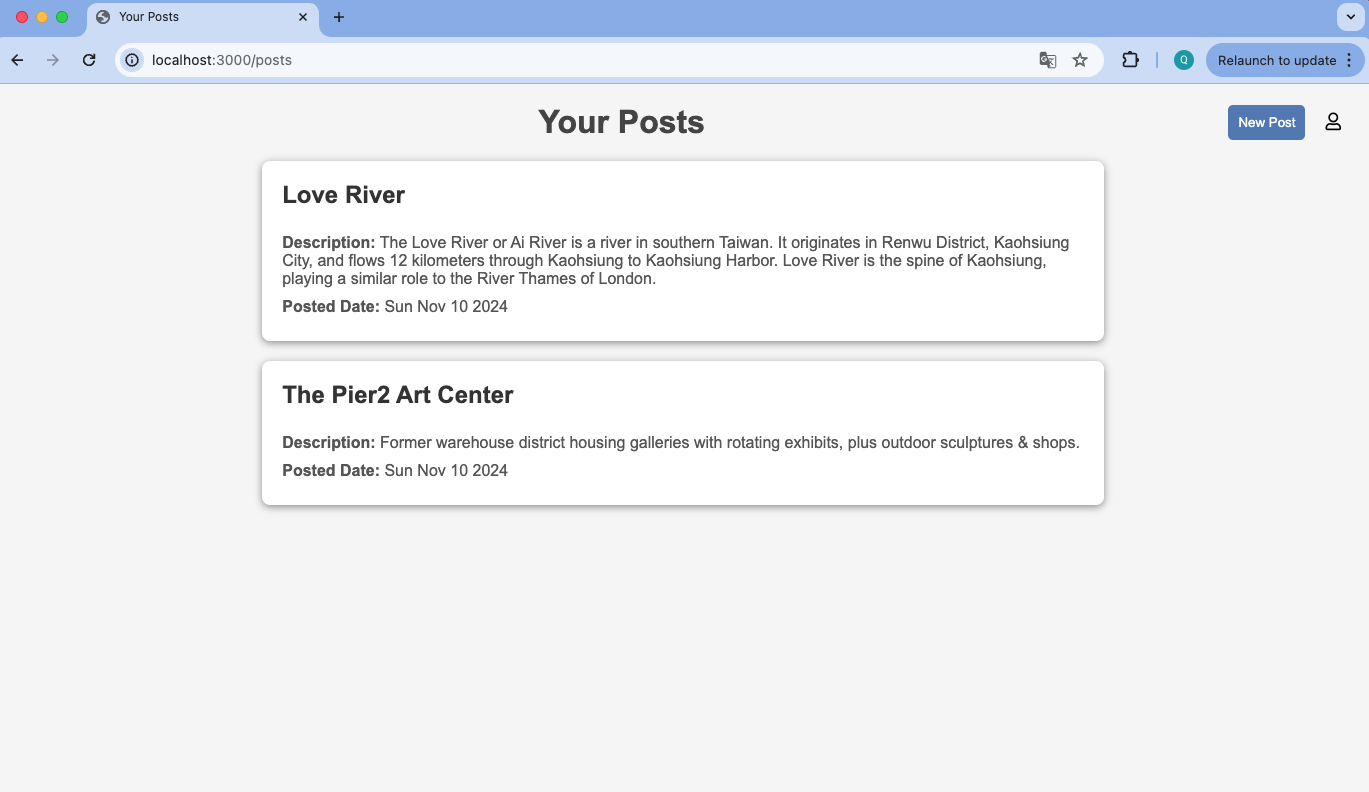 Your Posts
localhost:3000/posts
Q
Relaunch to update
Your Posts
New Post
Love River
Description: The Love River or Ai River is a river in southern Taiwan. It originates in Renwu District, Kaohsiung
City, and flows 12 kilometers through Kaohsiung to Kaohsiung Harbor. Love River is the spine of Kaohsiung,
playing a similar role to the River Thames of London.
Posted Date: Sun Nov 10 2024
The Pier2 Art Center
Description: Former warehouse district housing galleries with rotating exhibits, plus outdoor sculptures & shops.
Posted Date: Sun Nov 10 2024